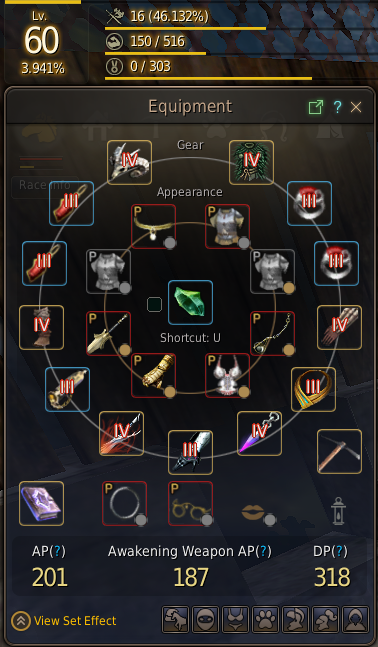 Lv.
60
3.941%
16 (46.132%)
150 / 516
0 / 303
Equipment
?
Gear
IV
IV
Race Info
Appearance
III
III
P
P
III
III
P
P
IV
IV
P
P
Shortcut: U
III
P
P
III
IV
III
IV
P
P
AP(?)
Awakening Weapon AP(?)
DP(?)
201
187
318
View Set Effect